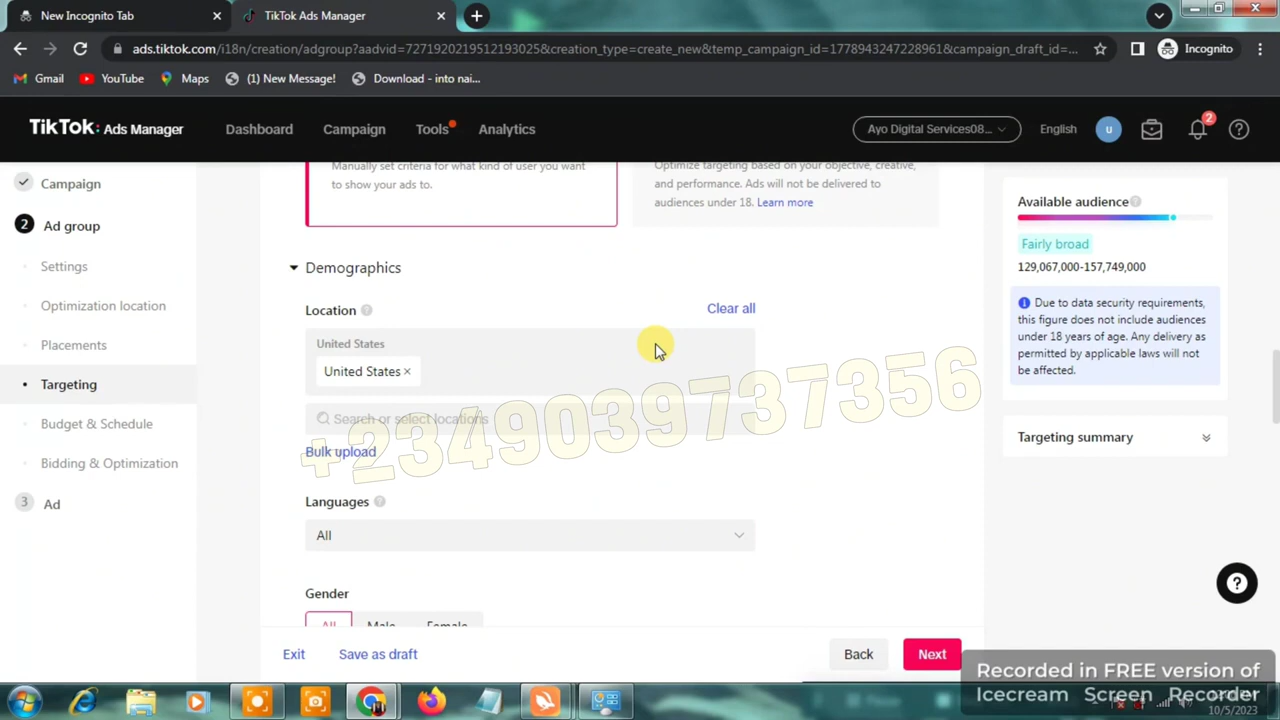 New Incognito Tab
TikTok Ads Manager
ads.tiktok.com/i18n/creation/adgroup?aadvid=7271920219512193025&creation_type=create_new&temp_campaign_id=1778943247228961&campaign_draft_id=...
Incognito
Gmail
YouTube
Maps
(1) New Message!
Download - into nai...
TikTok: Ads Manager
Dashboard
Campaign
Tools
Analytics
Ayo Digital Services08...
English
u
2
Campaign
2 Ad group
Settings
Optimization location
Placements
Targeting
Budget & Schedule
Bidding & Optimization
3 Ad
Manually set criteria for what kind of user you want
to show your ads to.
Optimize targeting based on your objective, creative,
and performance. Ads will not be delivered to
audiences under 18. Learn more
Demographics
Location
Clear all
United States
United States ×
Search or select locations
Bulk upload
+2349039737356
Languages
All
Gender
All Male Female
Exit
Save as draft
Back
Next
Available audience
Fairly broad
129,067,000-157,749,000
Due to data security requirements,
this figure does not include audiences
under 18 years of age. Any delivery as
permitted by applicable laws will not
be affected.
Targeting summary
Recorded in FREE version of
Icecream Screen Recorder
10/5/2023